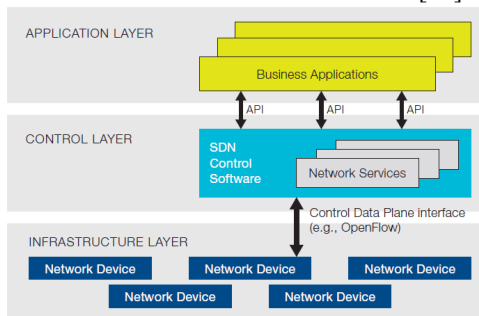 APPLICATION LAYER
Business Applications
API
API
API
CONTROL LAYER
SDN
Control
Software
Network Services
Control Data Plane interface
(e.g., OpenFlow)
INFRASTRUCTURE LAYER
Network Device
Network Device
Network Device
Network Device
Network Device